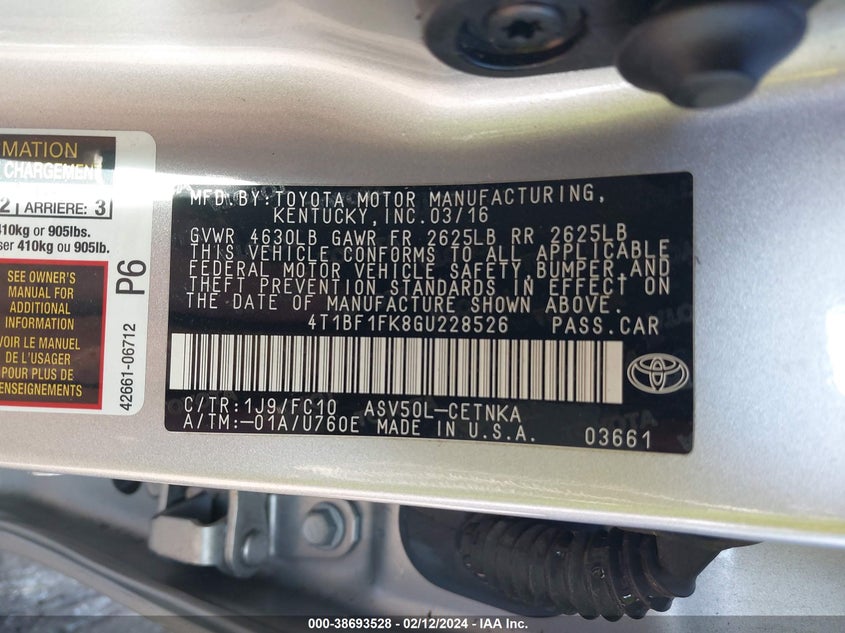 MATION
CHARGEMENT
2 | ARRIERE: 3
410kg or 905lbs.
ser 410kg ou 905lb.
SEE OWNER'S
MANUAL FOR
ADDITIONAL
INFORMATION
VOIR LE MANUEL
DE L'USAGER
POUR PLUS DE
RENSEIGNEMENTS
P6
42661-06712
MFD BY: TOYOTA MOTOR MANUFACTURING,
KENTUCKY, INC. 03/16
GVWR 4630LB GAWR FR 2625LB RR 2625LB
THIS VEHICLE CONFORMS TO ALL APPLICABLE
FEDERAL MOTOR VEHICLE SAFETY, BUMPER, AND
THEFT PREVENTION STANDARDS IN EFFECT ON
THE DATE OF MANUFACTURE SHOWN ABOVE.
4T1BF1FK8GU228526 PASS.CAR
C/TR: 1J9/FC10 ASV50L-CETNKA
A/TM: -01A/U760E MADE IN U.S.A. 03661
000-38693528 - 02/12/2024 - IAA Inc.